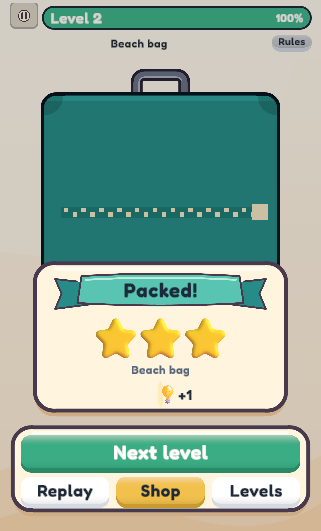 Level 2
100%
Beach bag
Rules
Packed!
Beach bag
+1
Next level
Replay
Shop
Levels